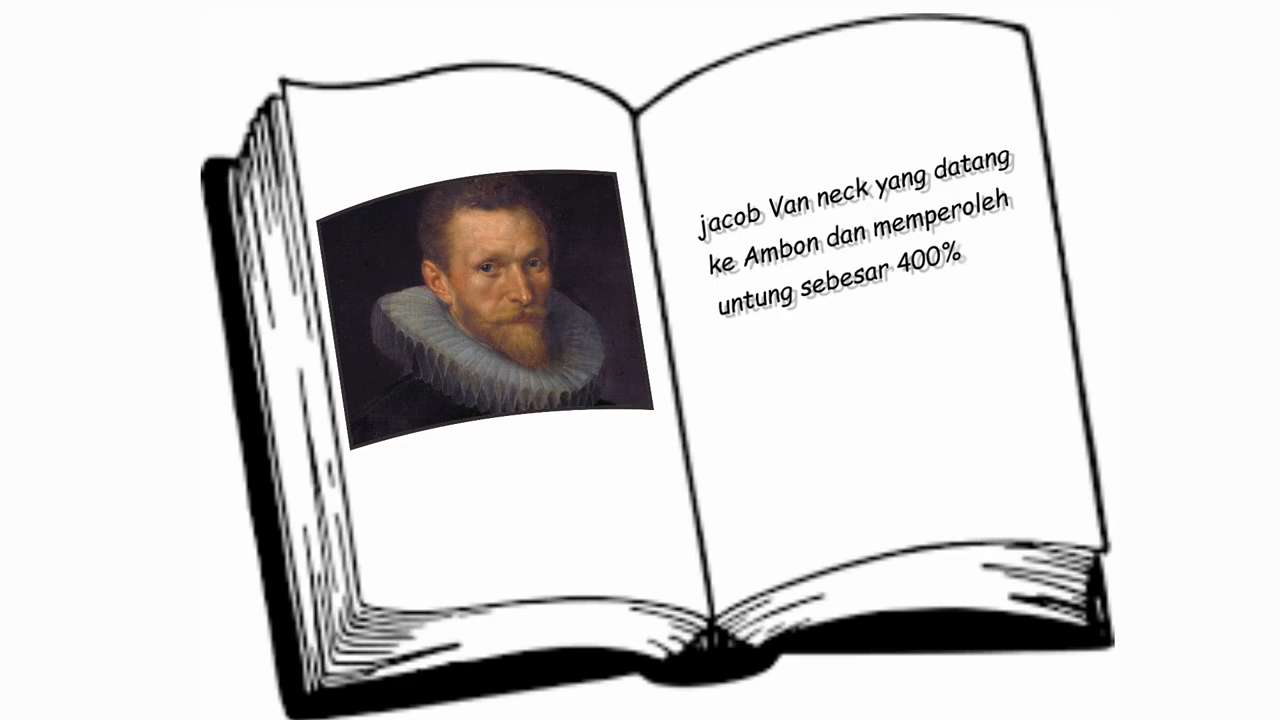 jacob Van neck yang datang
ke Ambon dan memperoleh
untung sebesar 400%